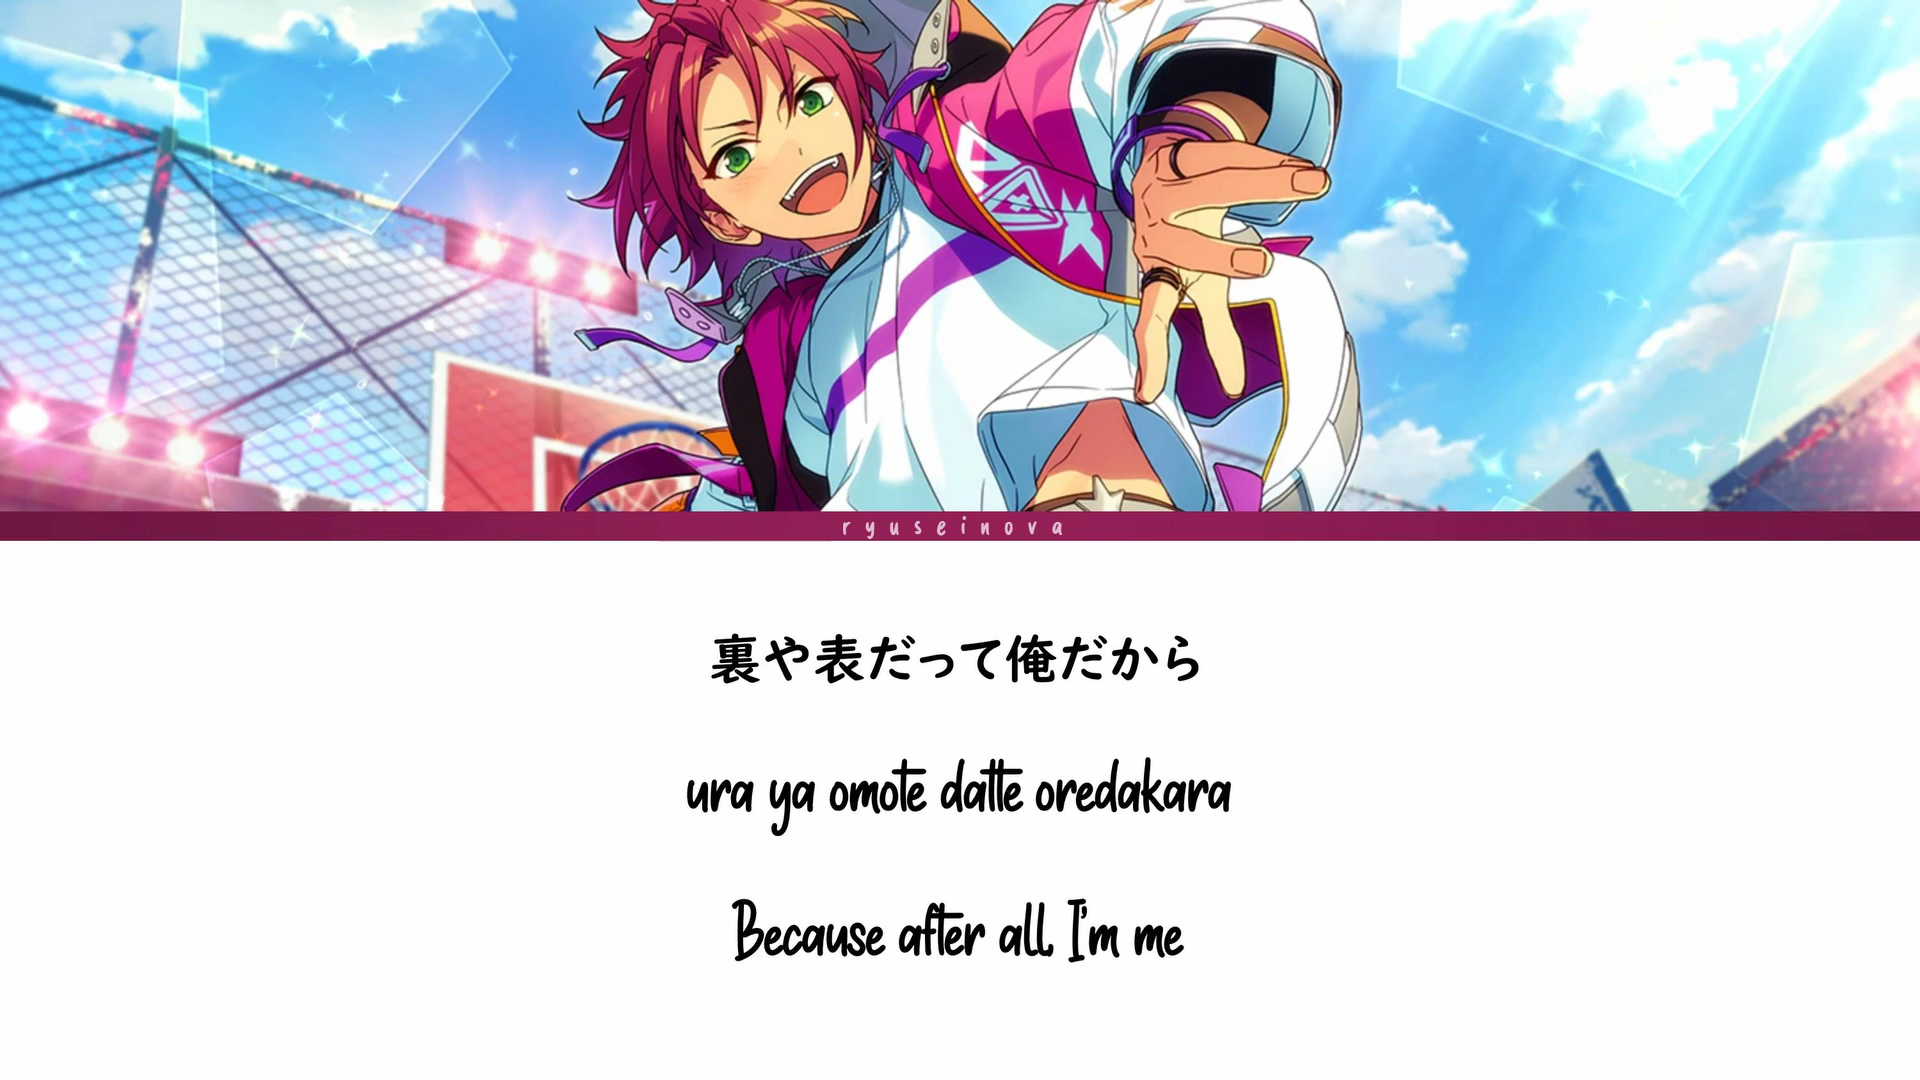 ryuseinova
裏や表だって俺だから
ura ya omote datte oredakara
Because after all, I'm me